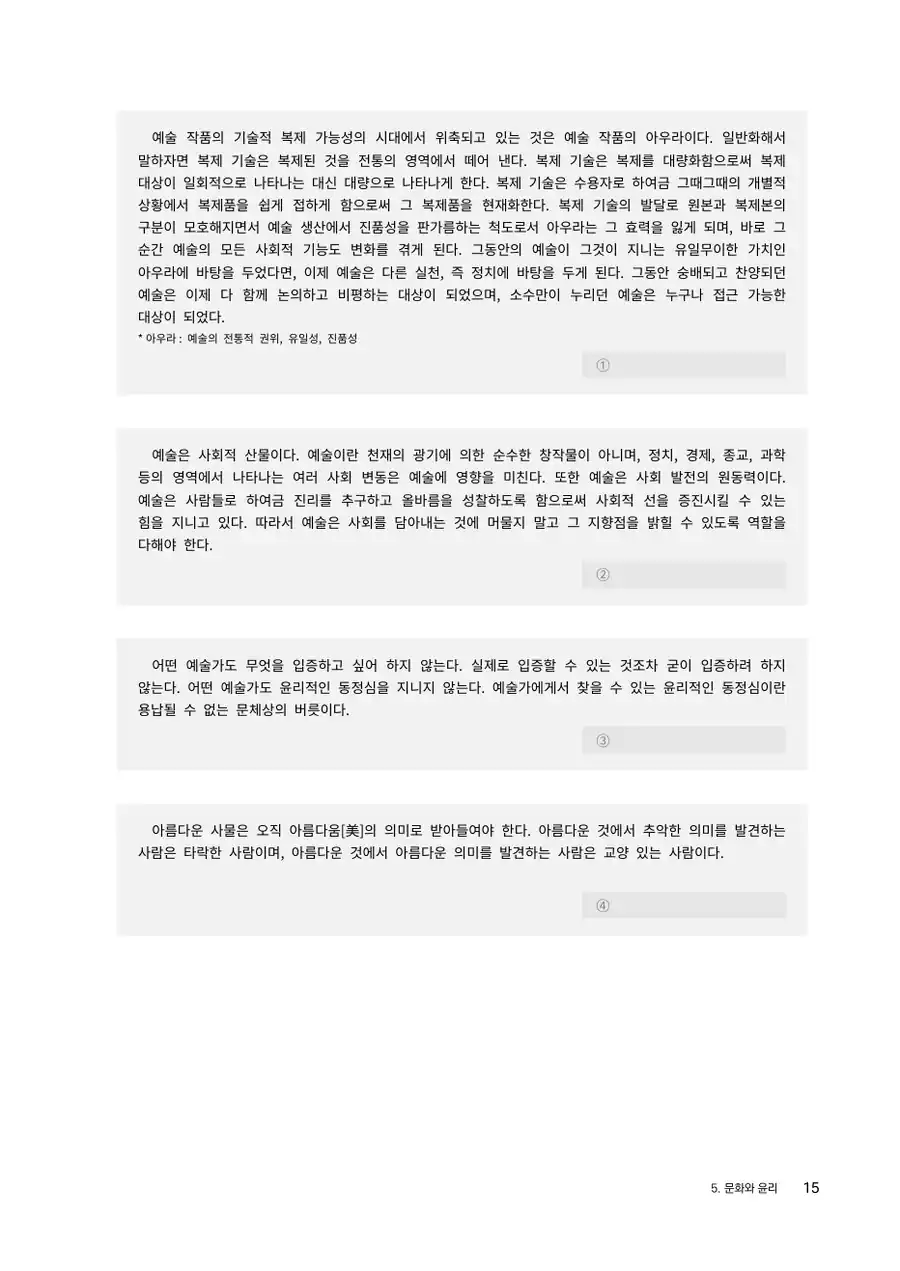 예술 작품의 기술적 복제 가능성의 시대에서 위축되고 있는 것은 예술 작품의 아우라이다. 일반화해서
말하자면 복제 기술은 복제된 것을 전통의 영역에서 떼어 낸다. 복제 기술은 복제를 대량화함으로써 복제
대상이 일회적으로 나타나는 대신 대량으로 나타나게 한다. 복제 기술은 수용자로 하여금 그때그때의 개별적
상황에서 복제품을 쉽게 접하게 함으로써 그 복제품을 현재화한다. 복제 기술의 발달로 원본과 복제본의
구분이 모호해지면서 예술 생산에서 진품성을 판가름하는 척도로서 아우라는 그 효력을 잃게 되며, 바로 그
순간 예술의 모든 사회적 기능도 변화를 겪게 된다. 그동안의 예술이 그것이 지니는 유일무이한 가치인
아우라에 바탕을 두었다면, 이제 예술은 다른 실천, 즉 정치에 바탕을 두게 된다. 그동안 숭배되고 찬양되던
예술은 이제 다 함께 논의하고 비평하는 대상이 되었으며, 소수만이 누리던 예술은 누구나 접근 가능한
대상이 되었다.
* 아우라 : 예술의 전통적 권위, 유일성, 진품성
①
예술은 사회적 산물이다. 예술이란 천재의 광기에 의한 순수한 창작물이 아니며, 정치, 경제, 종교, 과학
등의 영역에서 나타나는 여러 사회 변동은 예술에 영향을 미친다. 또한 예술은 사회 발전의 원동력이다.
예술은 사람들로 하여금 진리를 추구하고 올바름을 성찰하도록 함으로써 사회적 선을 증진시킬 수 있는
힘을 지니고 있다. 따라서 예술은 사회를 담아내는 것에 머물지 말고 그 지향점을 밝힐 수 있도록 역할을
다해야 한다.
②
어떤 예술가도 무엇을 입증하고 싶어 하지 않는다. 실제로 입증할 수 있는 것조차 굳이 입증하려 하지
않는다. 어떤 예술가도 윤리적인 동정심을 지니지 않는다. 예술가에게서 찾을 수 있는 윤리적인 동정심이란
용납될 수 없는 문체상의 버릇이다.
③
아름다운 사물은 오직 아름다움[美]의 의미로 받아들여야 한다. 아름다운 것에서 추악한 의미를 발견하는
사람은 타락한 사람이며, 아름다운 것에서 아름다운 의미를 발견하는 사람은 교양 있는 사람이다.
④
5. 문화와 윤리 15